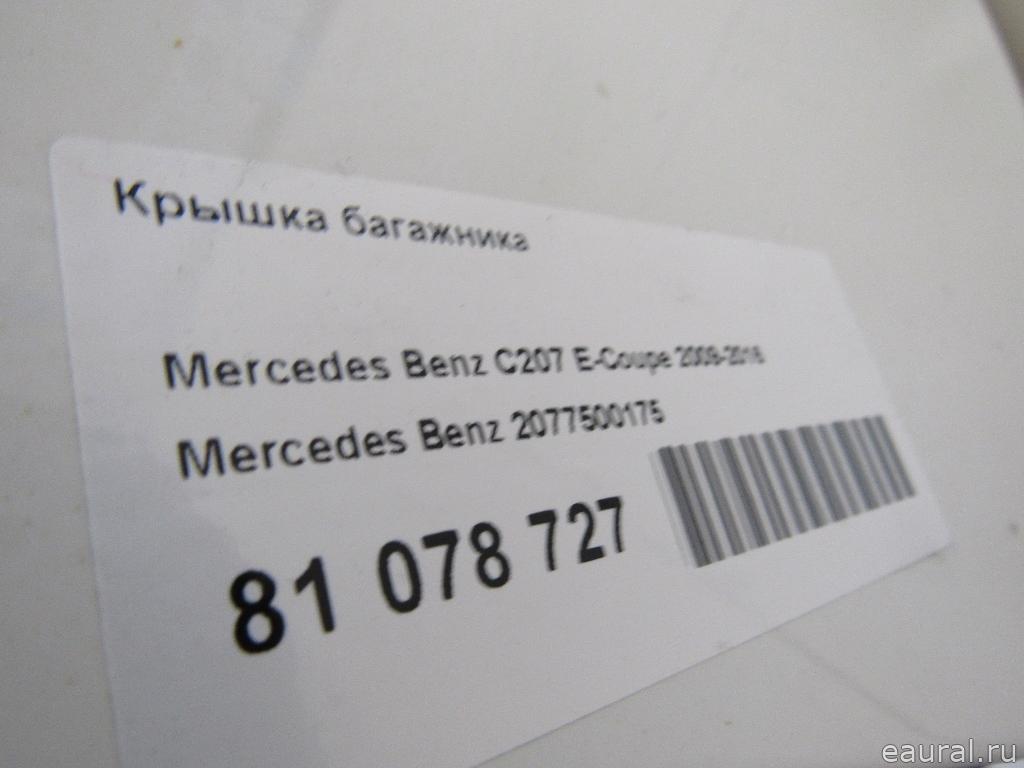 Крышка багажника
Mercedes Benz C207 E-Coupe 2009-2016
Mercedes Benz 2077500175
81 078 727
eaural.ru